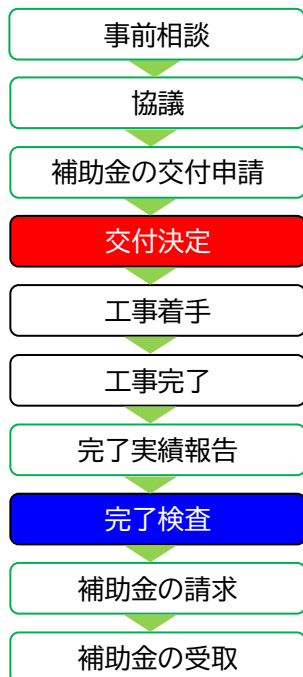 事前相談
協議
補助金の交付申請
交付決定
工事着手
工事完了
完了実績報告
完了検査
補助金の請求
補助金の受取